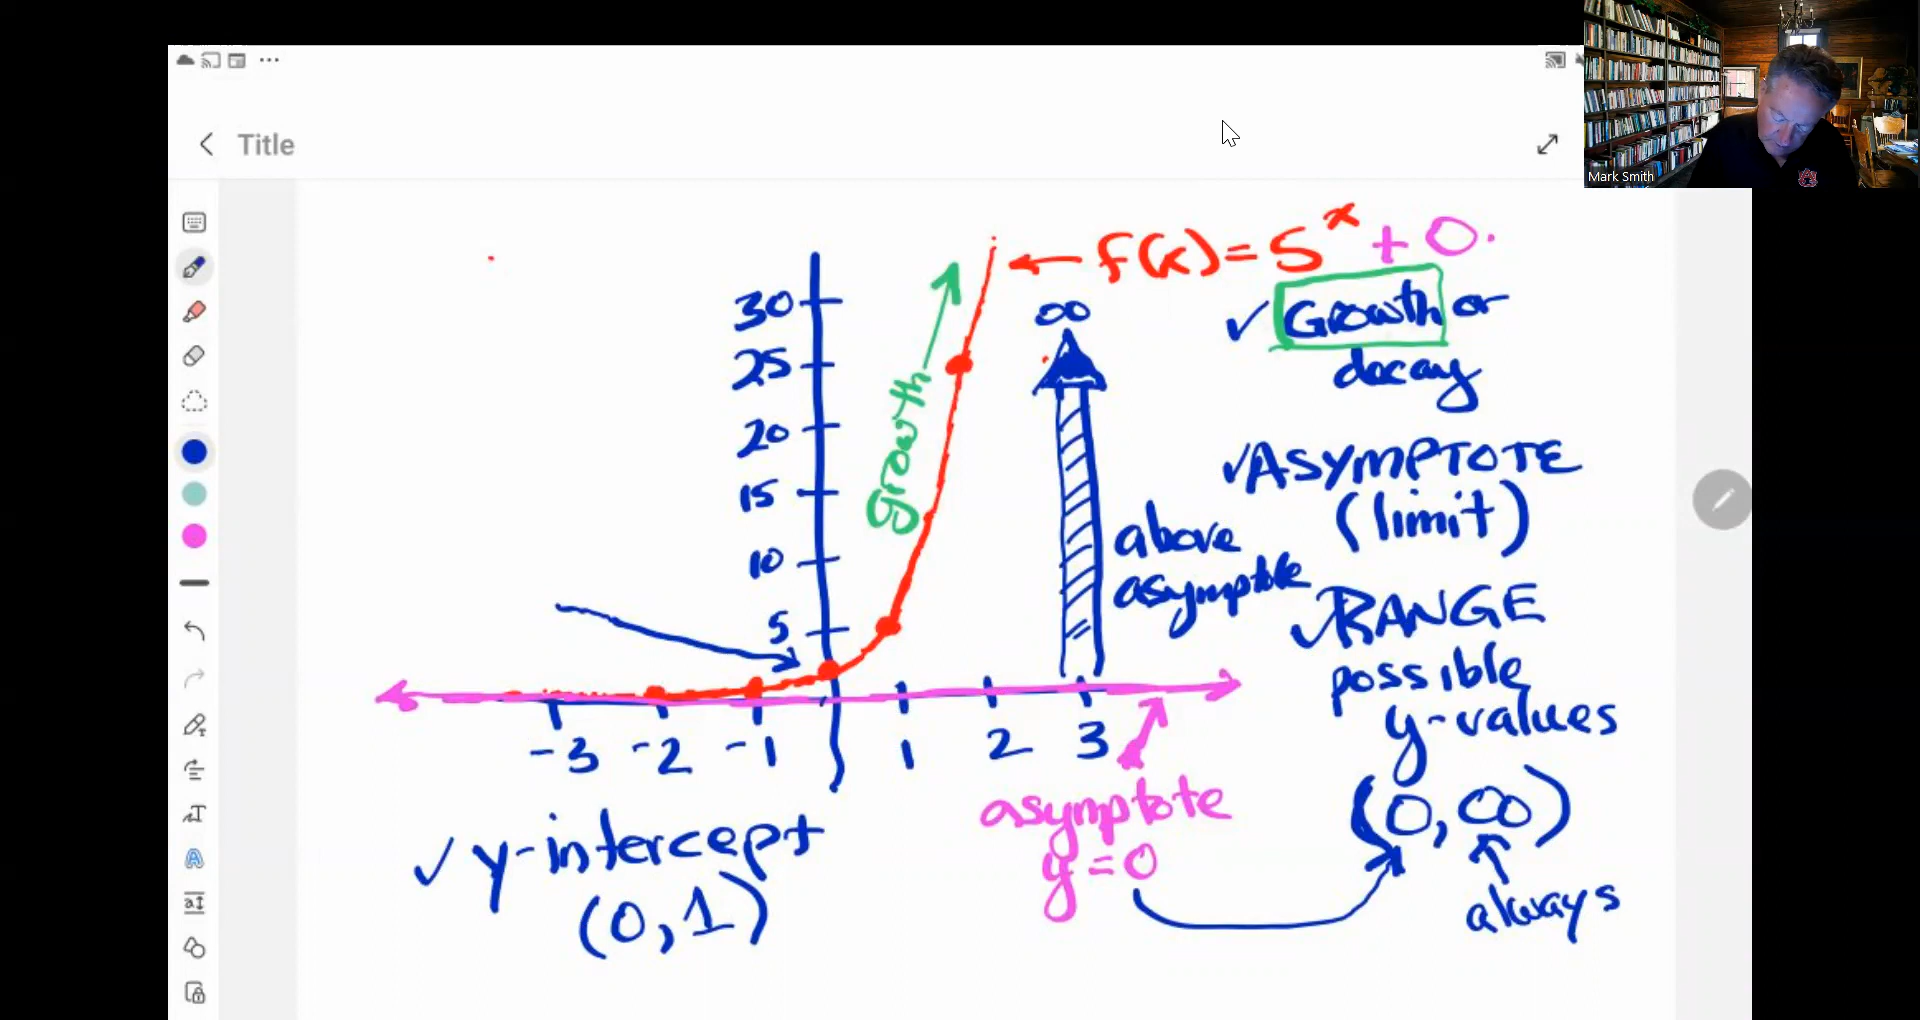 Title
Mark Smith
f(x) = 5^x + 0
Growth or
decay
30
25
20
15
10
5
growth
∞
above
asymptote
ASYMPTOTE
(limit)
RANGE
possible
y-values
(0, ∞)
always
-3 -2 -1 1 2 3
asymptote
y = 0
y-intercept
(0, 1)